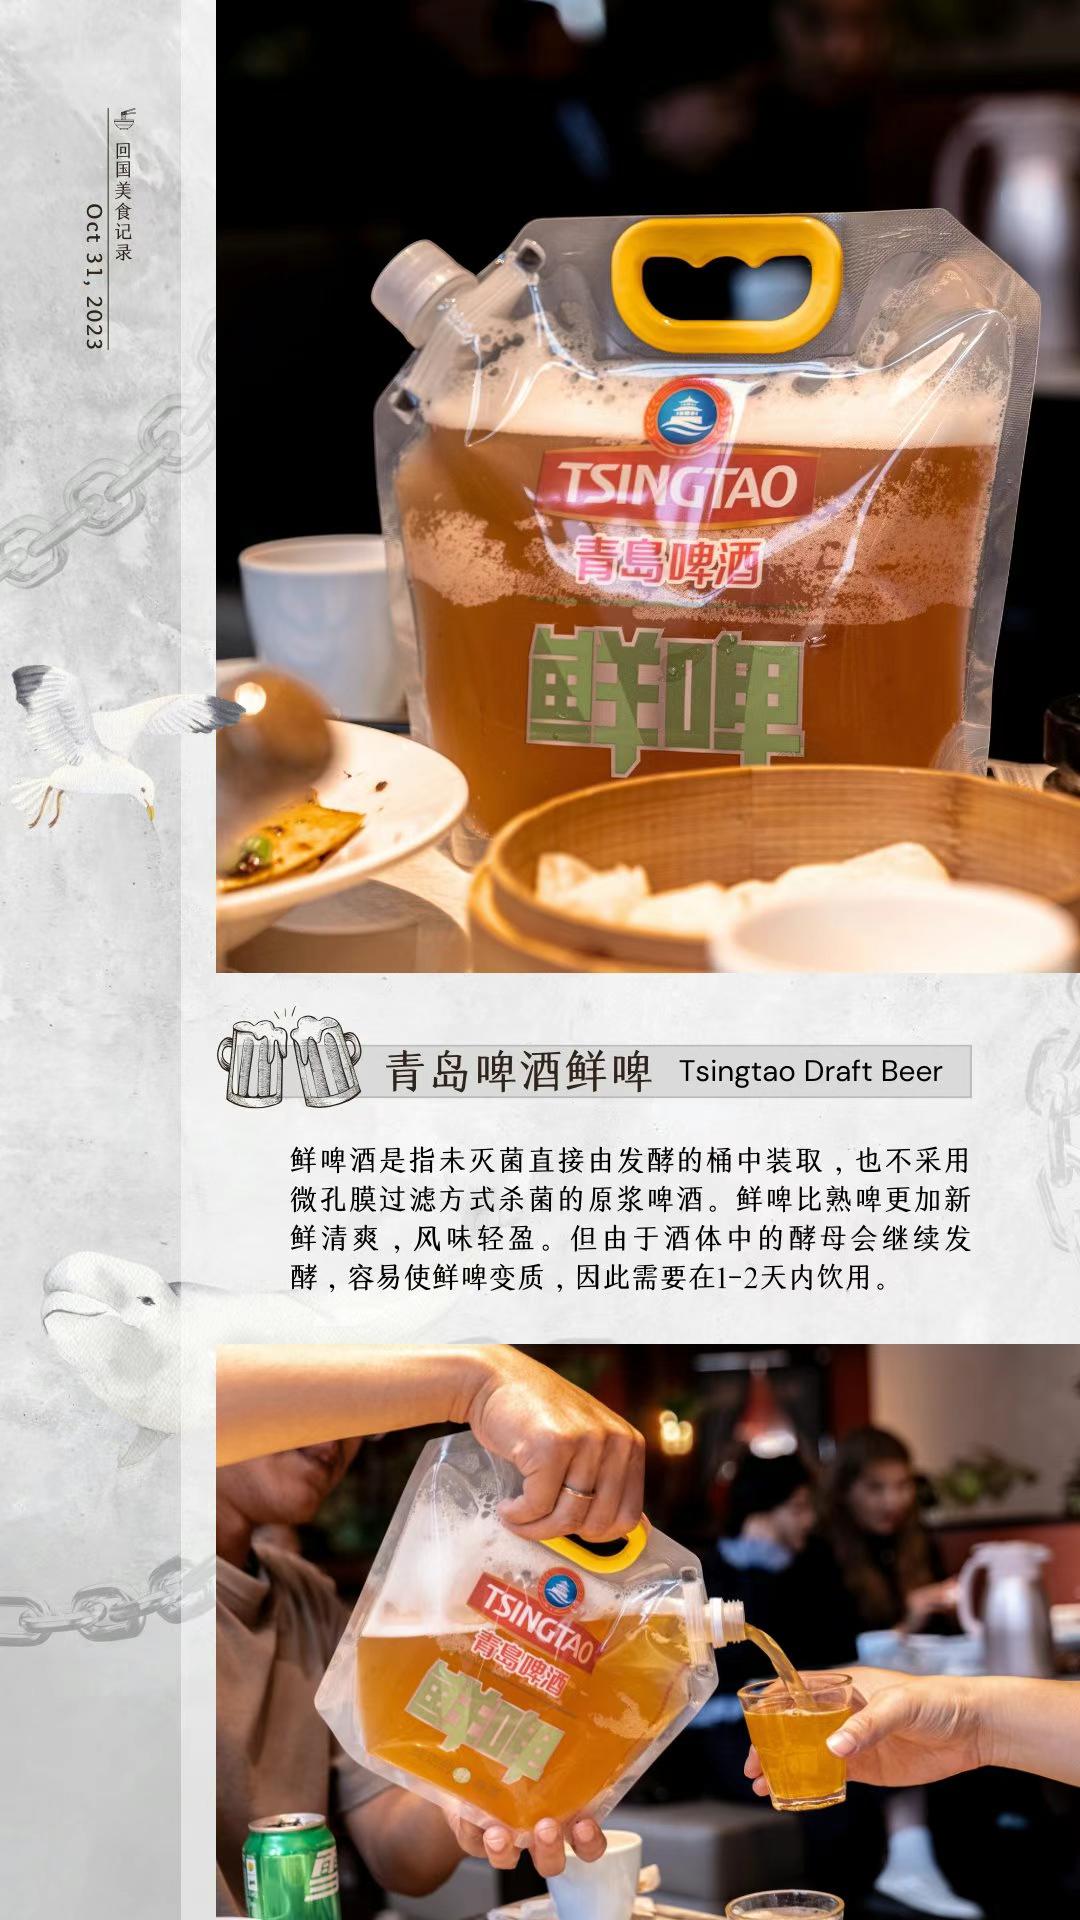 回国美食记录
Oct 31, 2023
TSINGTAO
青岛啤酒
鲜啤
青岛啤酒鲜啤 Tsingtao Draft Beer
鲜啤酒是指未灭菌直接由发酵的桶中装取，也不采用
微孔膜过滤方式杀菌的原浆啤酒。鲜啤比熟啤更加新
鲜清爽，风味轻盈。但由于酒体中的酵母会继续发
酵，容易使鲜啤变质，因此需要在1-2天内饮用。
TSINGTAO
青岛啤酒
鲜啤